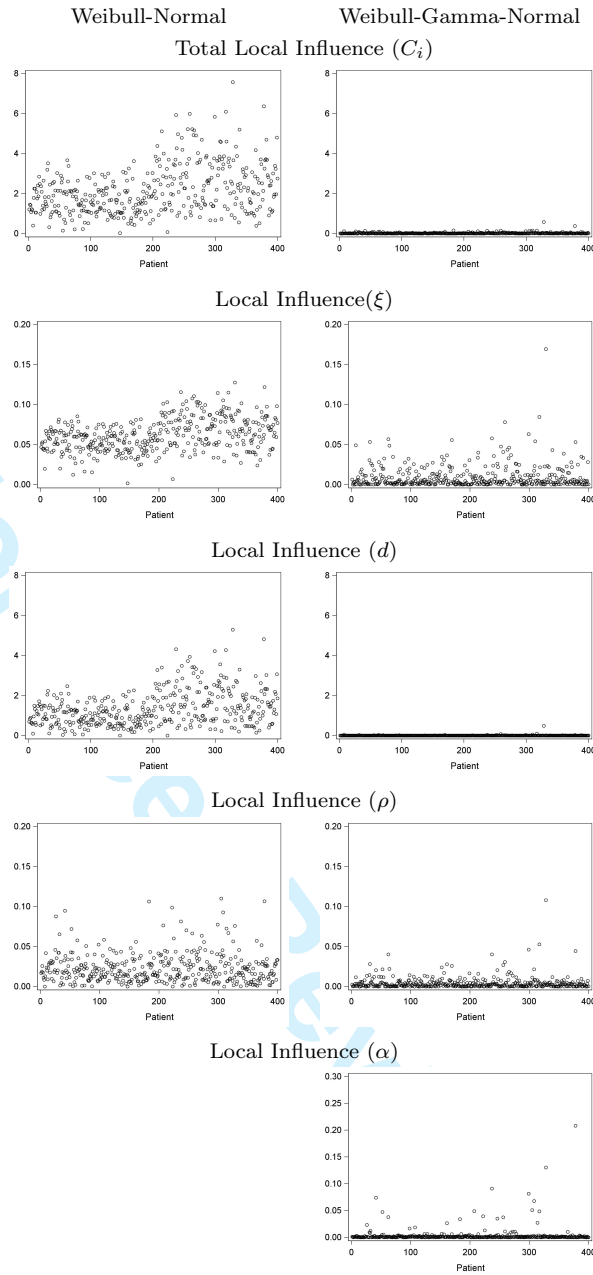 Weibull-Normal Weibull-Gamma-Normal
Total Local Influence (Cᵢ)
8 6 4 2 0
0 100 200 400
Patient
8 6 4 2 0
0 100 200 300 400
Patient
Local Influence(ξ)
0.20 0.15 0.10 0.05 0.00
0 100 200 300 400
Patient
0.20 0.15 0.10 0.05 0.00
0 100 200 300 400
Patient
Local Influence (d)
8 6 4 2 0
0 100 200 300 400
Patient
8 6 4 2 0
0 100 200 300 400
Patient
Local Influence (ρ)
0.20 0.15 0.10 0.05 0.00
0 100 200 300 400
Patient
0.20 0.15 0.10 0.05 0.00
0 100 200 300 400
Patient
Local Influence (α)
0.30 0.25 0.20 0.15 0.10 0.05 0.00
0 100 200 300 400
Patient